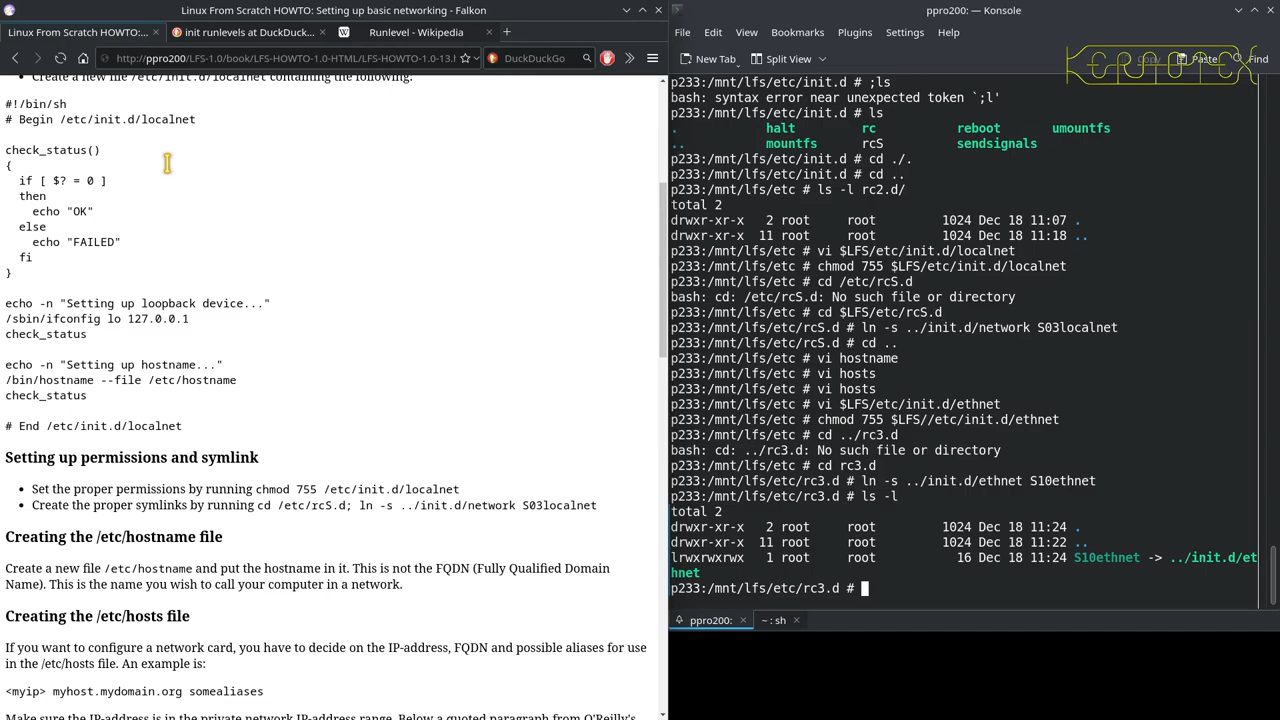 Linux From Scratch HOWTO: Setting up basic networking - Falkon
Linux From Scratch HOWTO:...
init runlevels at DuckDuck...
Runlevel - Wikipedia
http://ppro200/LFS-1.0/book/LFS-HOWTO-1.0-HTML/LFS-HOWTO-1.0-13.h
DuckDuckGo
Create a new file /etc/init.d/localnet containing the following:
#!/bin/sh
# Begin /etc/init.d/localnet
check_status()
{
if [ $? = 0 ]
then
echo "OK"
else
echo "FAILED"
fi
}
echo -n "Setting up loopback device..."
/sbin/ifconfig lo 127.0.0.1
check_status
echo -n "Setting up hostname..."
/bin/hostname --file /etc/hostname
check_status
# End /etc/init.d/localnet
Setting up permissions and symlink
• Set the proper permissions by running chmod 755 /etc/init.d/localnet
• Create the proper symlinks by running cd /etc/rcS.d; ln -s ../init.d/network S03localnet
Creating the /etc/hostname file
Create a new file /etc/hostname and put the hostname in it. This is not the FQDN (Fully Qualified Domain
Name). This is the name you wish to call your computer in a network.
Creating the /etc/hosts file
If you want to configure a network card, you have to decide on the IP-address, FQDN and possible aliases for use
in the /etc/hosts file. An example is:
<myip> myhost.mydomain.org somealiases
Make sure the IP-address is in the private network IP-address range. Below a quoted paragraph from O'Reilly's
ppro200: — Konsole
File Edit View Bookmarks Plugins Settings Help
New Tab Split View Copy Paste Find
p233:/mnt/lfs/etc/init.d # ;ls
bash: syntax error near unexpected token `;l'
p233:/mnt/lfs/etc/init.d # ls
. halt rc reboot umountfs
.. mountfs rcS sendsignals
p233:/mnt/lfs/etc/init.d # cd ./.
p233:/mnt/lfs/etc/init.d # cd ..
p233:/mnt/lfs/etc # ls -l rc2.d/
total 2
drwxr-xr-x 2 root root 1024 Dec 18 11:07 .
drwxr-xr-x 11 root root 1024 Dec 18 11:18 ..
p233:/mnt/lfs/etc # vi $LFS/etc/init.d/localnet
p233:/mnt/lfs/etc # chmod 755 $LFS/etc/init.d/localnet
p233:/mnt/lfs/etc # cd /etc/rcS.d
bash: cd: /etc/rcS.d: No such file or directory
p233:/mnt/lfs/etc # cd $LFS/etc/rcS.d
p233:/mnt/lfs/etc/rcS.d # ln -s ../init.d/network S03localnet
p233:/mnt/lfs/etc/rcS.d # cd ..
p233:/mnt/lfs/etc # vi hostname
p233:/mnt/lfs/etc # vi hosts
p233:/mnt/lfs/etc # vi hosts
p233:/mnt/lfs/etc # vi $LFS/etc/init.d/ethnet
p233:/mnt/lfs/etc # chmod 755 $LFS//etc/init.d/ethnet
p233:/mnt/lfs/etc # cd ../rc3.d
bash: cd: ../rc3.d: No such file or directory
p233:/mnt/lfs/etc # cd rc3.d
p233:/mnt/lfs/etc/rc3.d # ln -s ../init.d/ethnet S10ethnet
p233:/mnt/lfs/etc/rc3.d # ls -l
total 2
drwxr-xr-x 2 root root 1024 Dec 18 11:24 .
drwxr-xr-x 11 root root 1024 Dec 18 11:22 ..
lrwxrwxrwx 1 root root 16 Dec 18 11:24 S10ethnet -> ../init.d/et
hnet
p233:/mnt/lfs/etc/rc3.d #
ppro200: ~ : sh